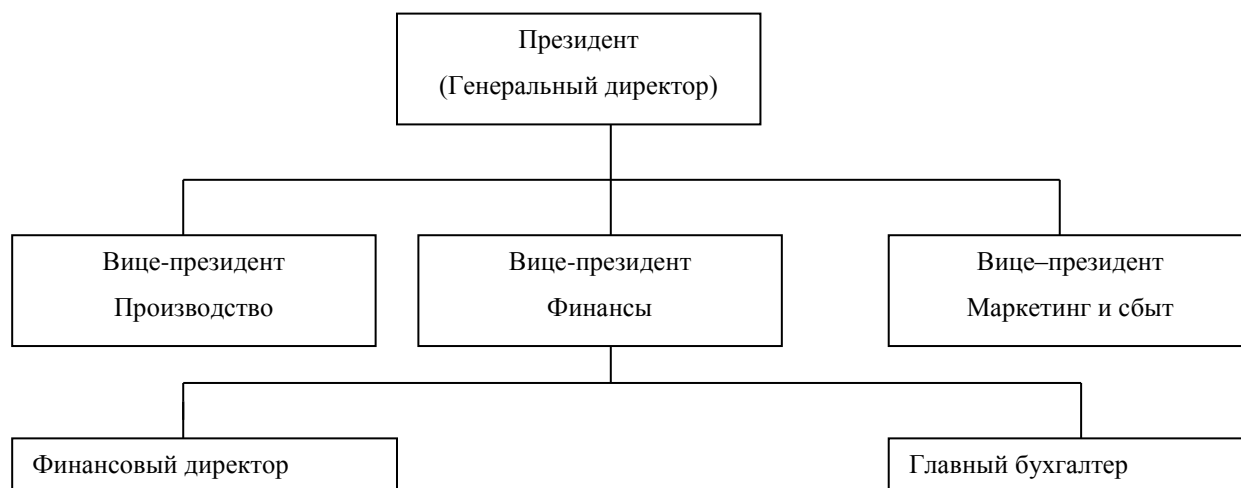 Президент
(Генеральный директор)
Вице-президент
Производство
Вице-президент
Финансы
Вице–президент
Маркетинг и сбыт
Финансовый директор
Главный бухгалтер